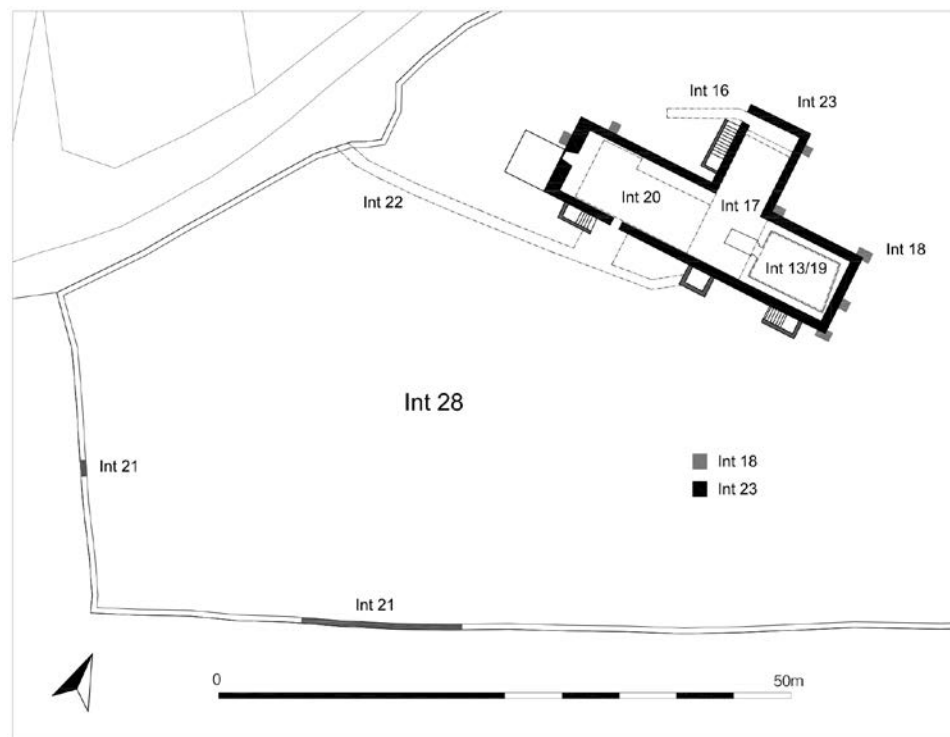 Int 16
Int 23
Int 20
Int 17
Int 22
Int 18
Int 13/19
Int 28
Int 18
Int 21
Int 23
Int 21
0
50m